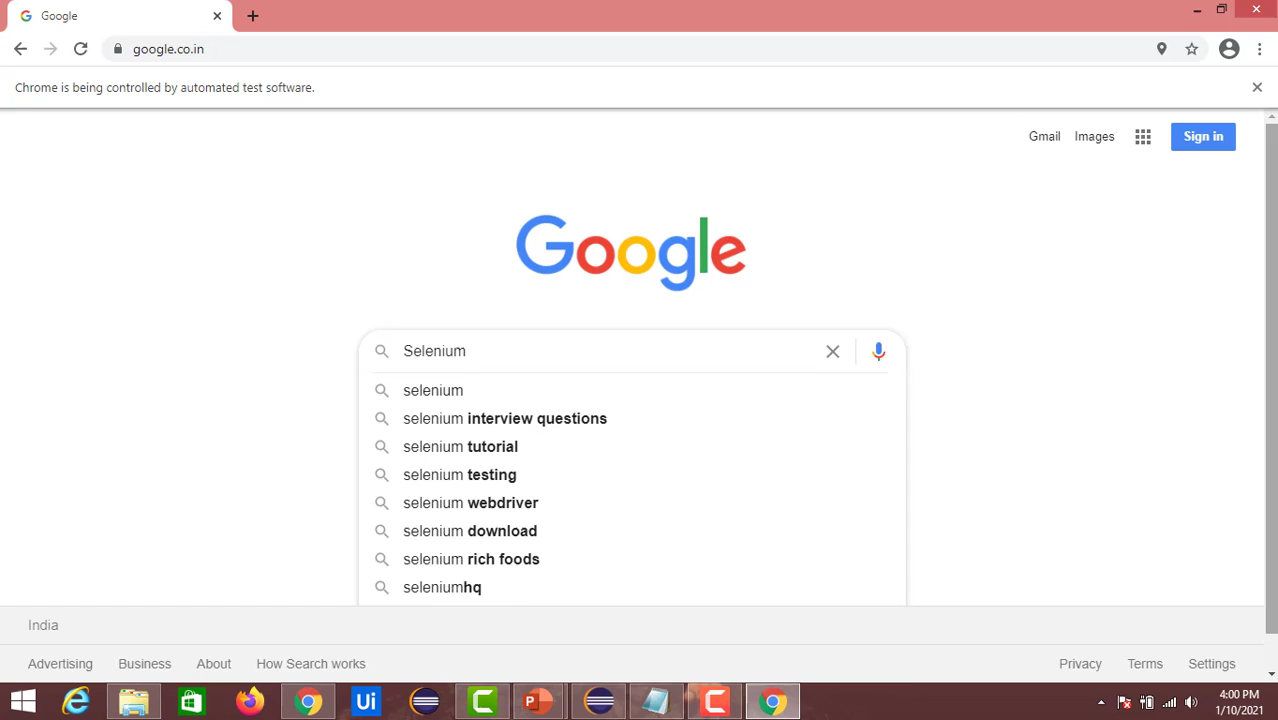 Google
google.co.in
Chrome is being controlled by automated test software.
Gmail Images Sign in
Google
Selenium
selenium
selenium interview questions
selenium tutorial
selenium testing
selenium webdriver
selenium download
selenium rich foods
seleniumhq
India
Advertising Business About How Search works Privacy Terms Settings
Ui
4:00 PM
1/10/2021